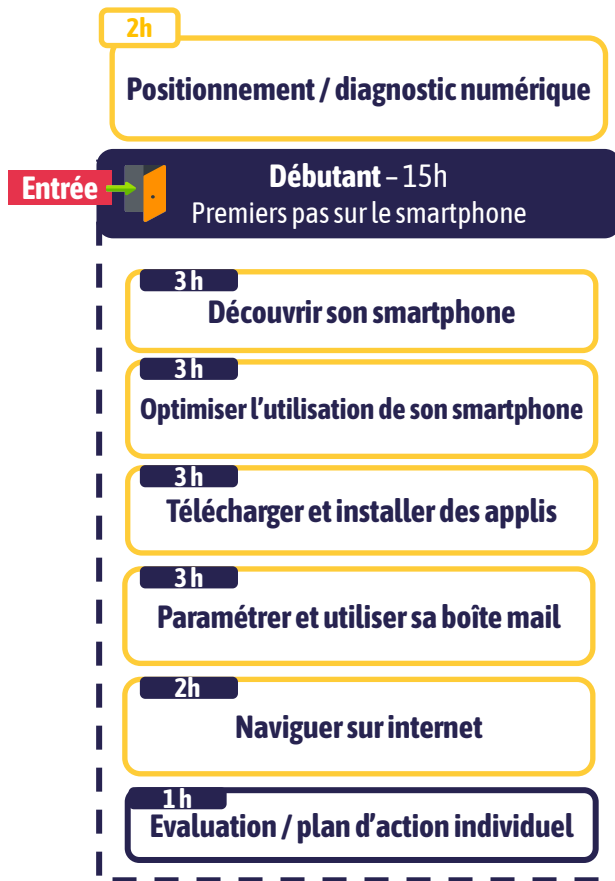 2h
Positionnement / diagnostic numérique
Débutant – 15h
Entrée
Premiers pas sur le smartphone
3 h
Découvrir son smartphone
3 h
Optimiser l’utilisation de son smartphone
3 h
Télécharger et installer des applis
3 h
Paramétrer et utiliser sa boîte mail
2h
Naviguer sur internet
1 h
Evaluation / plan d’action individuel